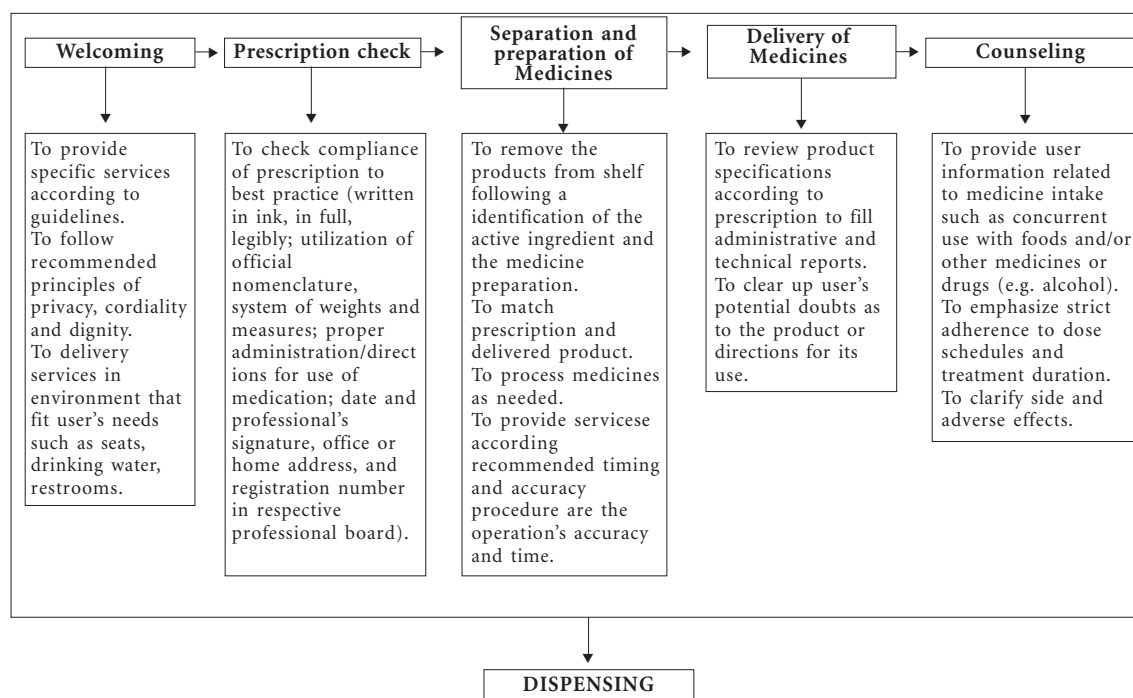 Welcoming
Prescription check
Separation and
preparation of
Medicines
Delivery of
Medicines
Counseling
To provide
specific services
according to
guidelines.
To follow
recommended
principles of
privacy, cordiality
and dignity.
To delivery
services in
environment that
fit user's needs
such as seats,
drinking water,
restrooms.
To check compliance
of prescription to
best practice (written
in ink, in full,
legibly; utilization of
official
nomenclature,
system of weights and
measures; proper
administration/direct
ions for use of
medication; date and
professional's
signature, office or
home address, and
registration number
in respective
professional board).
To remove the
products from shelf
following a
identification of the
active ingredient and
the medicine
preparation.
To match
prescription and
delivered product.
To process medicines
as needed.
To provide servicese
according
recommended timing
and accuracy
procedure are the
operation's accuracy
and time.
To review product
specifications
according to
prescription to fill
administrative and
technical reports.
To clear up user's
potential doubts as
to the product or
directions for its
use.
To provide user
information related
to medicine intake
such as concurrent
use with foods and/or
other medicines or
drugs (e.g. alcohol).
To emphasize strict
adherence to dose
schedules and
treatment duration.
To clarify side and
adverse effects.
DISPENSING